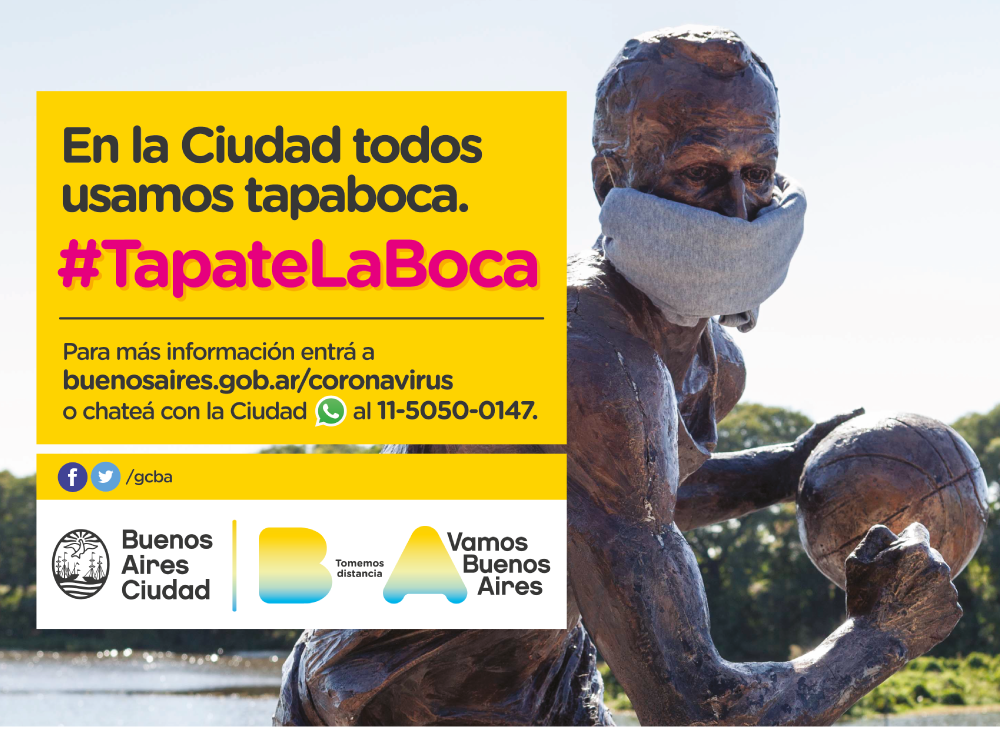 En la Ciudad todos
usamos tapaboca.
#TapateLaBoca
Para más información entrá a
buenosaires.gob.ar/coronavirus
o chateá con la Ciudad al 11-5050-0147.
/gcba
Buenos
Aires
Ciudad
B
Tomemos
distancia
A
Vamos
Buenos
Aires